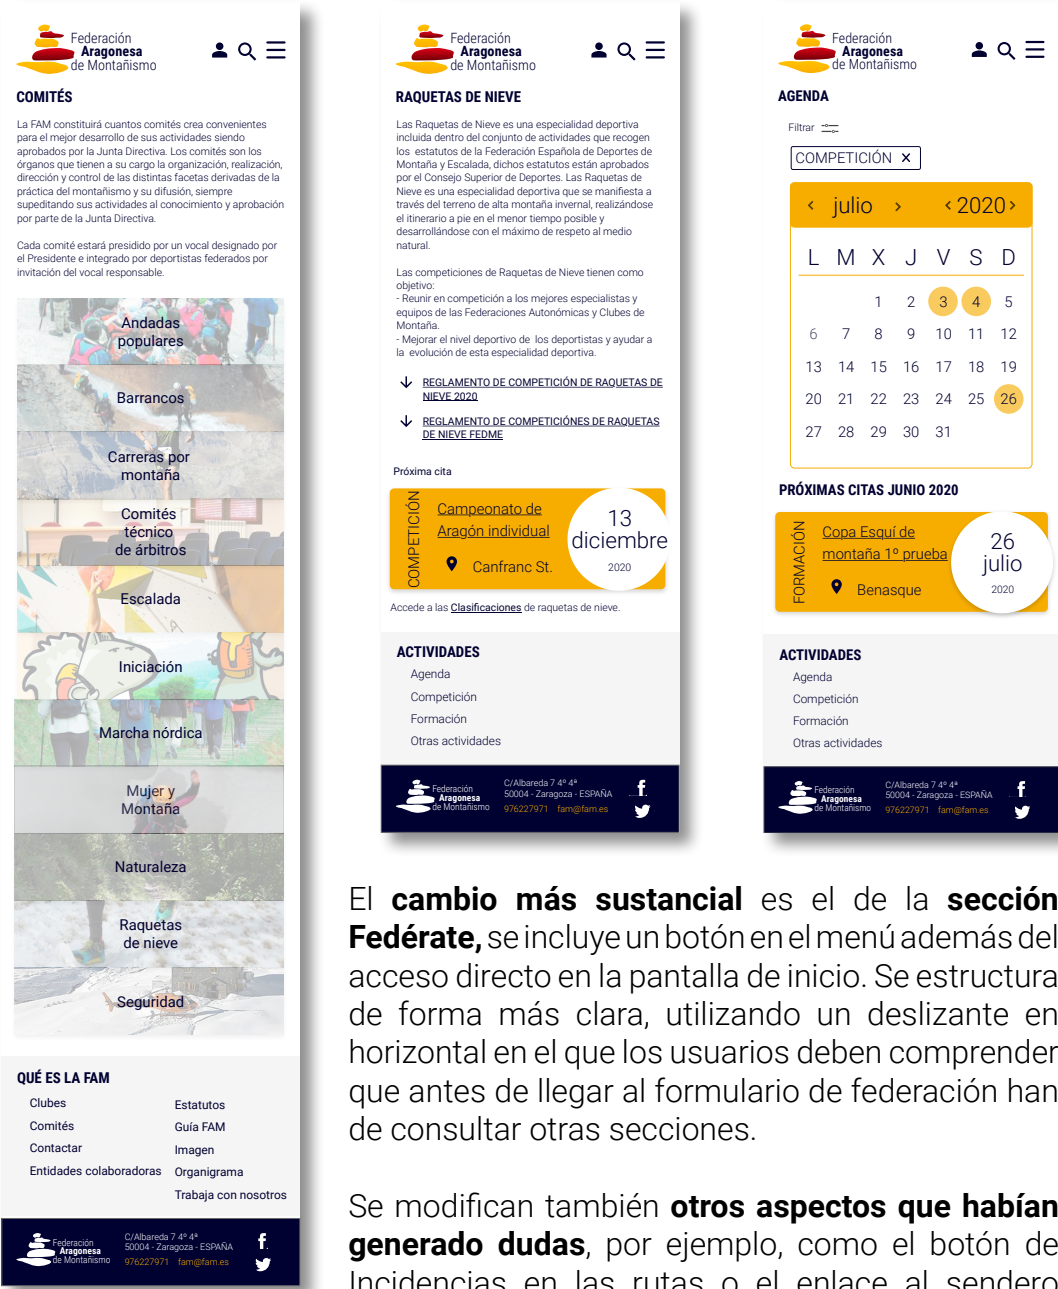 Federación
Aragonesa
de Montañismo
COMITÉS
La FAM constituirá cuantos comités crea convenientes
para el mejor desarrollo de sus actividades siendo
aprobados por la Junta Directiva. Los comités son los
órganos que tienen a su cargo la organización, realización,
dirección y control de las distintas facetas derivadas de la
práctica del montañismo y su difusión, siempre
supeditando sus actividades al conocimiento y aprobación
por parte de la Junta Directiva.
Cada comité estará presidido por un vocal designado por
el Presidente e integrado por deportistas federados por
invitación del vocal responsable.
Andadas
populares
Barrancos
Carreras por
montaña
Comités
técnico
de árbitros
Escalada
Iniciación
Marcha nórdica
Mujer y
Montaña
Naturaleza
Raquetas
de nieve
Seguridad
QUÉ ES LA FAM
Clubes
Comités
Contactar
Entidades colaboradoras
Estatutos
Guía FAM
Imagen
Organigrama
Trabaja con nosotros
Federación
Aragonesa
de Montañismo
C/Albareda 7 4º 4ª
50004 - Zaragoza - ESPAÑA
976227971 fam@fam.es
Federación
Aragonesa
de Montañismo
RAQUETAS DE NIEVE
Las Raquetas de Nieve es una especialidad deportiva
incluida dentro del conjunto de actividades que recogen
los estatutos de la Federación Española de Deportes de
Montaña y Escalada, dichos estatutos están aprobados
por el Consejo Superior de Deportes. Las Raquetas de
Nieve es una especialidad deportiva que se manifiesta a
través del terreno de alta montaña invernal, realizándose
el itinerario a pie en el menor tiempo posible y
desarrollándose con el máximo de respeto al medio
natural.
Las competiciones de Raquetas de Nieve tienen como
objetivo:
- Reunir en competición a los mejores especialistas y
equipos de las Federaciones Autonómicas y Clubes de
Montaña.
- Mejorar el nivel deportivo de los deportistas y ayudar a
la evolución de esta especialidad deportiva.
REGLAMENTO DE COMPETICIÓN DE RAQUETAS DE
NIEVE 2020
REGLAMENTO DE COMPETICIÓNES DE RAQUETAS
DE NIEVE FEDME
Próxima cita
COMPETICIÓN
Campeonato de
Aragón individual
Canfranc St.
13
diciembre
2020
Accede a las Clasificaciones de raquetas de nieve.
ACTIVIDADES
Agenda
Competición
Formación
Otras actividades
Federación
Aragonesa
de Montañismo
C/Albareda 7 4º 4ª
50004 - Zaragoza - ESPAÑA
976227971 fam@fam.es
Federación
Aragonesa
de Montañismo
AGENDA
Filtrar
COMPETICIÓN ×
‹ julio › ‹ 2020 ›
L M X J V S D
1 2 3 4 5
6 7 8 9 10 11 12
13 14 15 16 17 18 19
20 21 22 23 24 25 26
27 28 29 30 31
PRÓXIMAS CITAS JUNIO 2020
FORMACIÓN
Copa Esquí de
montaña 1º prueba
Benasque
26
julio
2020
ACTIVIDADES
Agenda
Competición
Formación
Otras actividades
Federación
Aragonesa
de Montañismo
C/Albareda 7 4º 4ª
50004 - Zaragoza - ESPAÑA
976227971 fam@fam.es
El cambio más sustancial es el de la sección
Fedérate, se incluye un botón en el menú además del
acceso directo en la pantalla de inicio. Se estructura
de forma más clara, utilizando un deslizante en
horizontal en el que los usuarios deben comprender
que antes de llegar al formulario de federación han
de consultar otras secciones.
Se modifican también otros aspectos que habían
generado dudas, por ejemplo, como el botón de
Incidencias en las rutas o el enlace al sendero